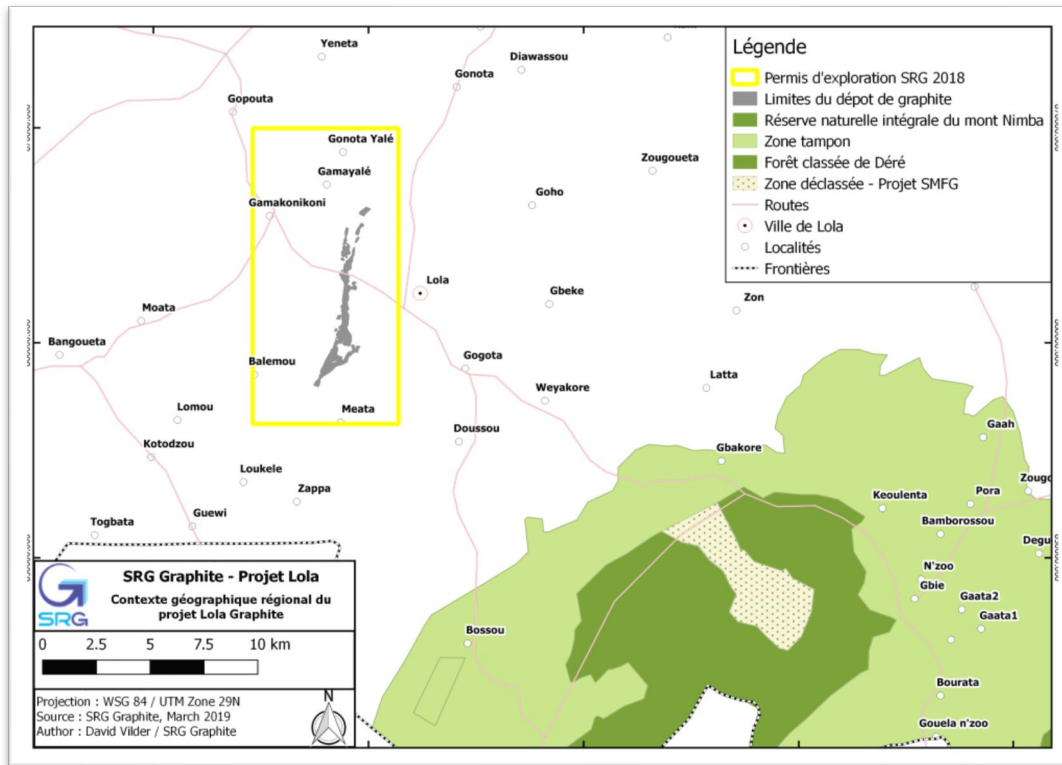 Légende
Permis d'exploration SRG 2018
Limites du dépot de graphite
Réserve naturelle intégrale du mont Nimba
Zone tampon
Forêt classée de Déré
Zone déclassée - Projet SMFG
Routes
Ville de Lola
Localités
Frontières
Yeneta
Diawassou
Gonota
Gopouta
Gonota Yalé
Zougoueta
Gamayalé
Goho
Gamakonikoni
Lola
Gbeke
Zon
Moata
Bangoueta
Balemou
Gogota
Weyakore
Latta
Lomou
Meata
Doussou
Gaah
Kotodzou
Gbakore
Loukele
Zappa
Keoulenta
Pora
Zougo
Togbata
Guewi
Bamborossou
Degu
N'zoo
Gbie
Gaata2
Gaata1
Bossou
Bourata
Gouela n'zoo
SRG
SRG Graphite - Projet Lola
Contexte géographique régional du
projet Lola Graphite
0 2.5 5 7.5 10 km
Projection : WSG 84 / UTM Zone 29N
Source : SRG Graphite, March 2019
Author : David Vilder / SRG Graphite
N